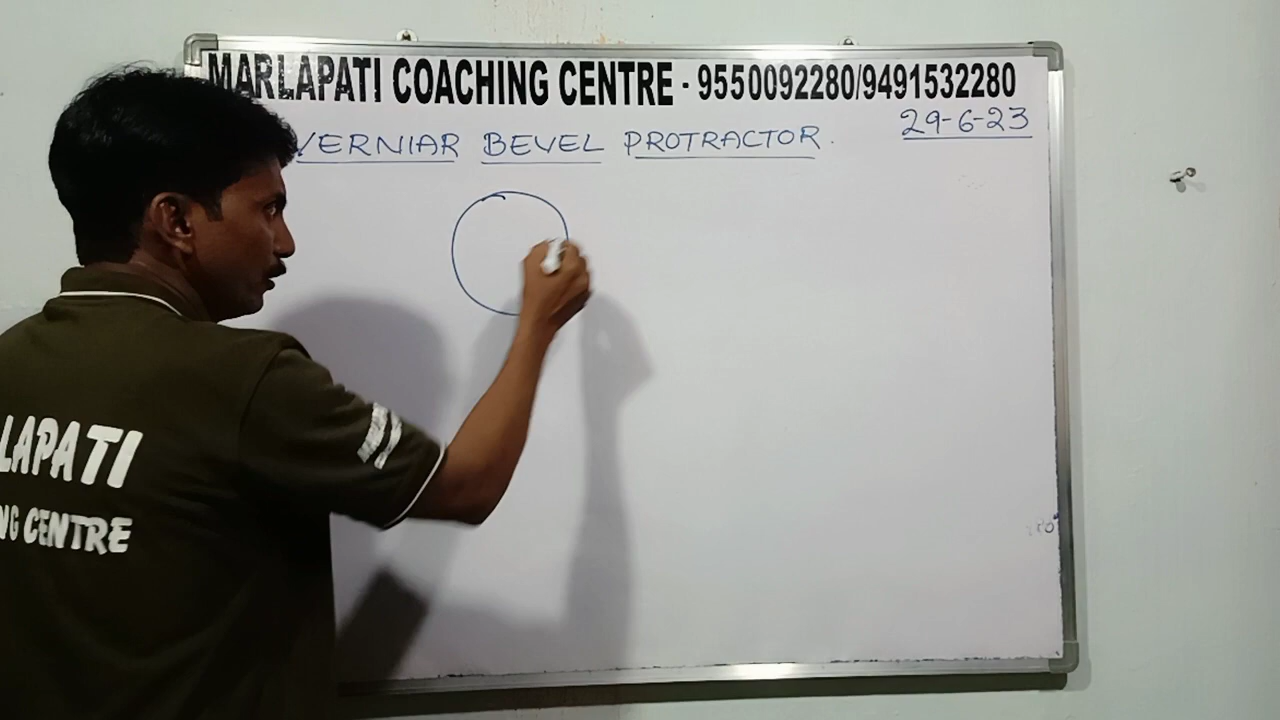 MARLAPATI COACHING CENTRE - 9550092280/9491532280
29-6-23
VERNIAR BEVEL PROTRACTOR.
LAPATI
NG CENTRE